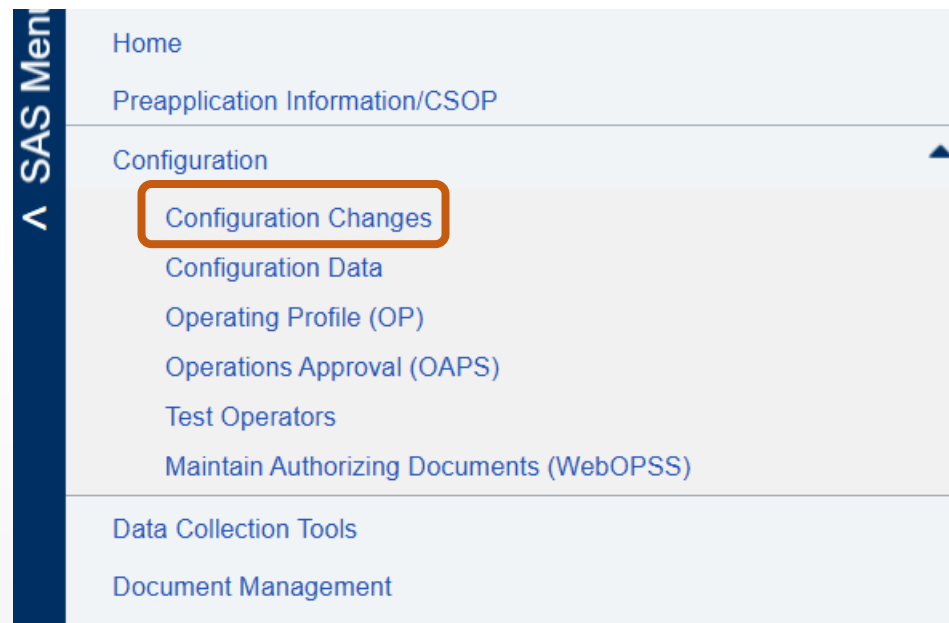 < SAS Menu
Home
Preapplication Information/CSOP
Configuration
Configuration Changes
Configuration Data
Operating Profile (OP)
Operations Approval (OAPS)
Test Operators
Maintain Authorizing Documents (WebOPSS)
Data Collection Tools
Document Management